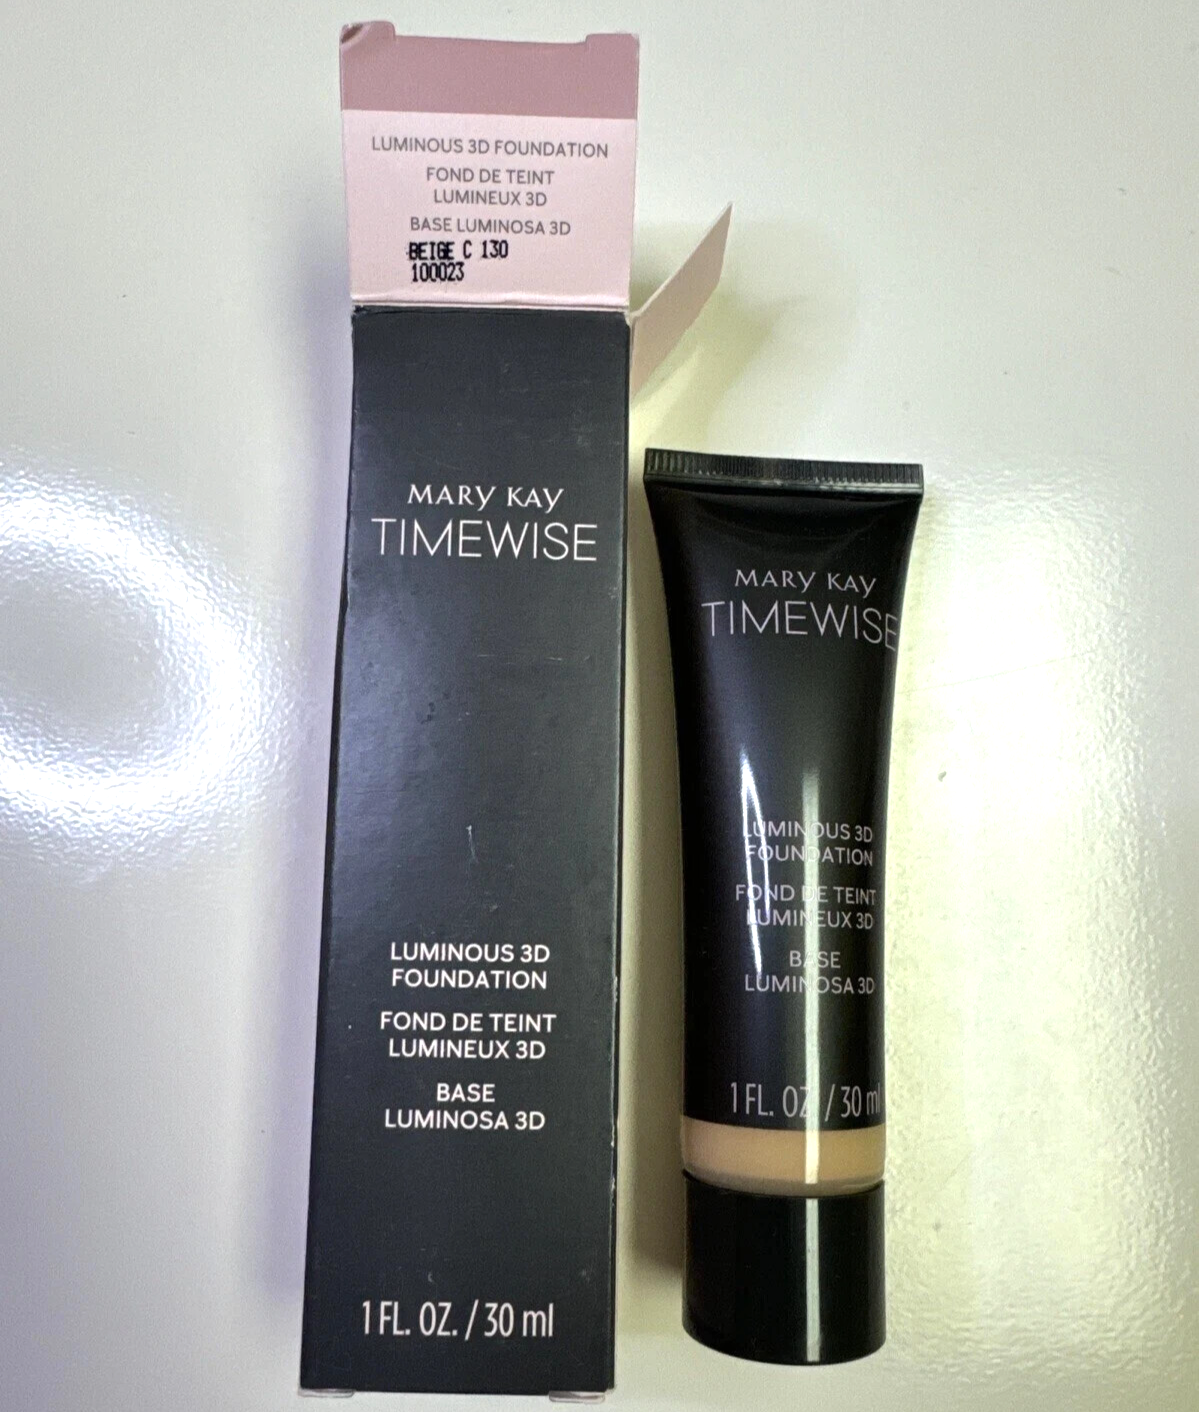 LUMINOUS 3D FOUNDATION
FOND DE TEINT
LUMINEUX 3D
BASE LUMINOSA 3D
BEIGE C 130
100023
MARY KAY
TIMEWISE
LUMINOUS 3D
FOUNDATION
FOND DE TEINT
LUMINEUX 3D
BASE
LUMINOSA 3D
1 FL. OZ. / 30 ml
MARY KAY
TIMEWISE
LUMINOUS 3D
FOUNDATION
FOND DE TEINT
LUMINEUX 3D
BASE
LUMINOSA 3D
1 FL. OZ. / 30 ml